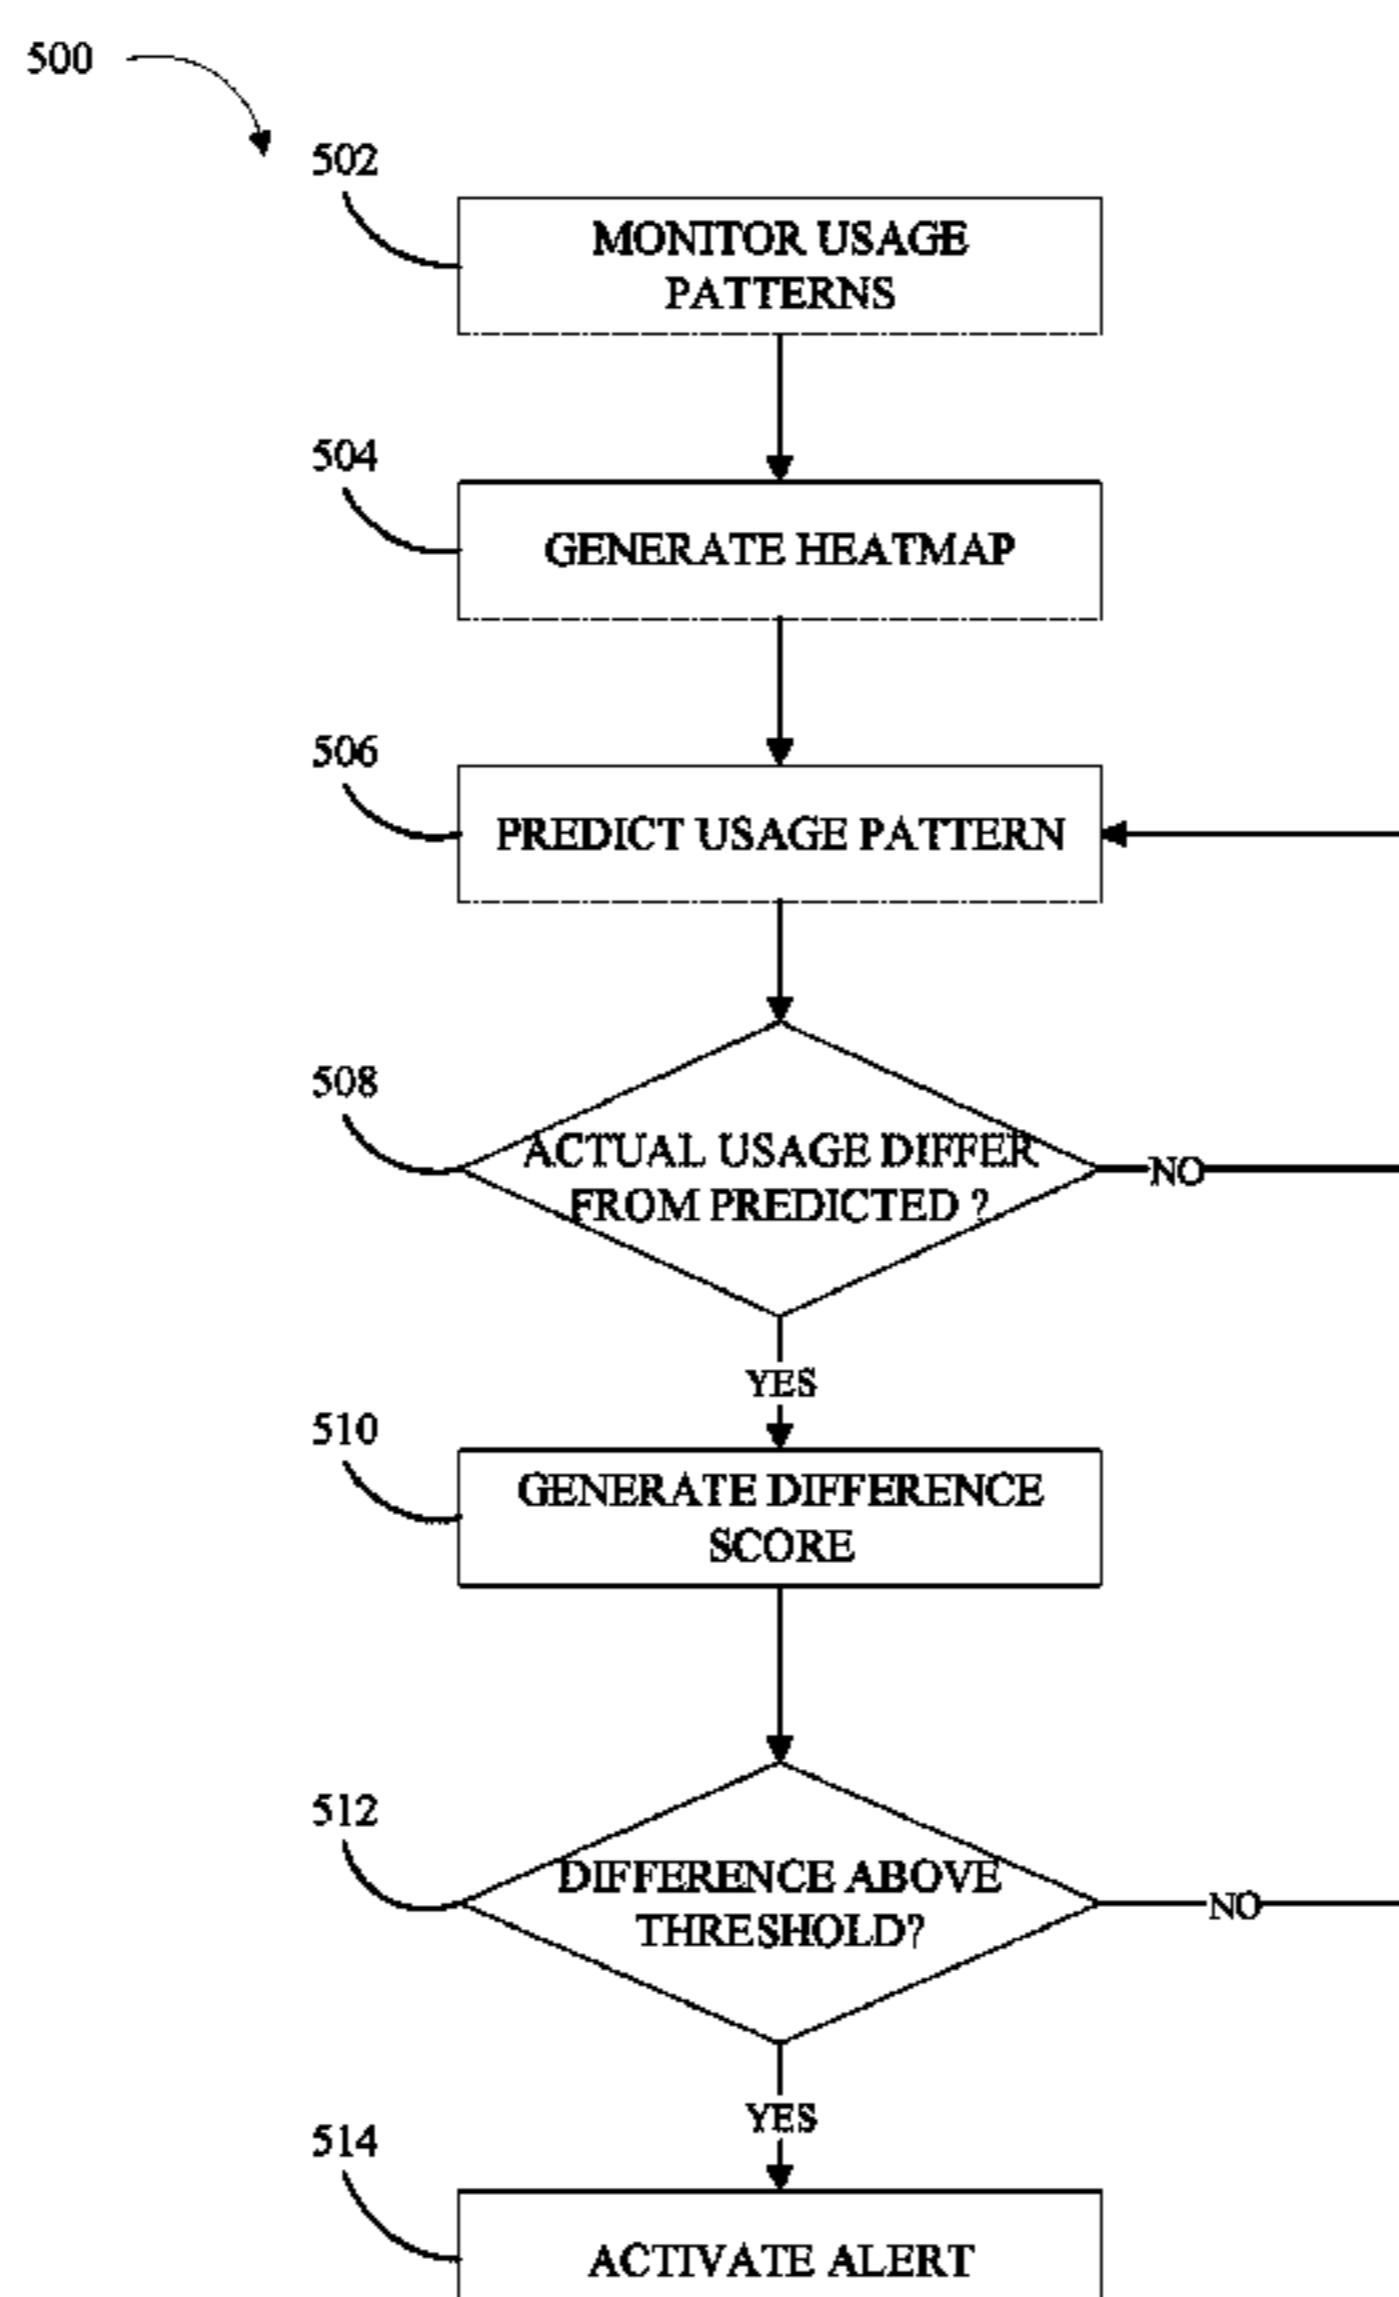 500
502
MONITOR USAGE
PATTERNS
504
GENERATE HEATMAP
506
PREDICT USAGE PATTERN
508
ACTUAL USAGE DIFFER
FROM PREDICTED ?
NO
YES
510
GENERATE DIFFERENCE
SCORE
512
DIFFERENCE ABOVE
THRESHOLD?
NO
YES
514
ACTIVATE ALERT